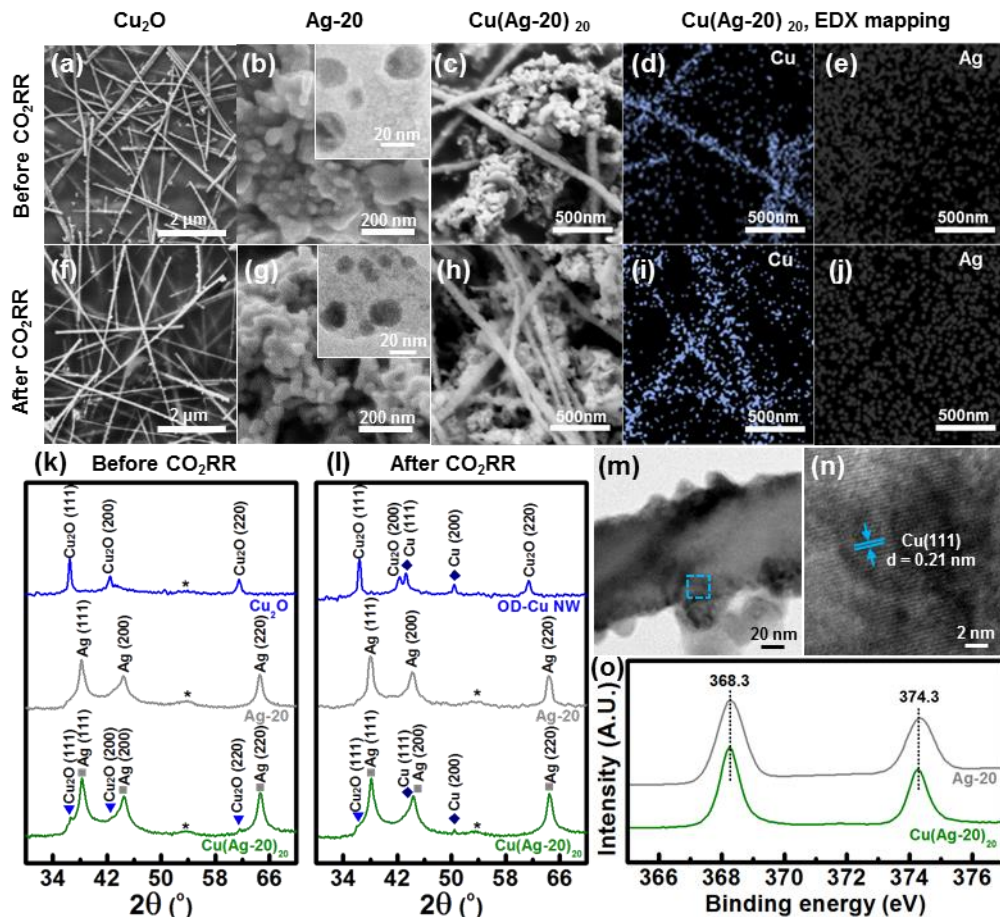 Cu2O
Ag-20
Cu(Ag-20) 20
Cu(Ag-20) 20, EDX mapping
Before CO2RR
(a)
2 μm
(b)
20 nm
200 nm
(c)
500nm
(d)
Cu
500nm
(e)
Ag
500nm
After CO2RR
(f)
2 μm
(g)
20 nm
200 nm
(h)
500nm
(i)
Cu
500nm
(j)
Ag
500nm
(k) Before CO2RR
Cu2O (111)
Cu2O (200)
*
Cu2O (220)
Cu2O
Ag (111)
Ag (200)
*
Ag (220)
Ag-20
Cu2O (111)
Ag (111)
Cu2O (200)
Ag (200)
*
Cu2O (220)
Ag (220)
Cu(Ag-20)20
34 42 50 58 66
2θ (°)
(l) After CO2RR
Cu2O (111)
Cu2O (200)
Cu (111)
Cu (200)
Cu2O (220)
OD-Cu NW
Ag (111)
Ag (200)
*
Ag (220)
Ag-20
Cu2O (111)
Ag (111)
Cu (111)
Ag (200)
Cu (200)
*
Ag (220)
Cu(Ag-20)20
34 42 50 58 66
2θ (°)
(m)
20 nm
(n)
Cu(111)
d = 0.21 nm
2 nm
(o)
Intensity (A.U.)
368.3
374.3
Ag-20
Cu(Ag-20)20
366 368 370 372 374 376
Binding energy (eV)